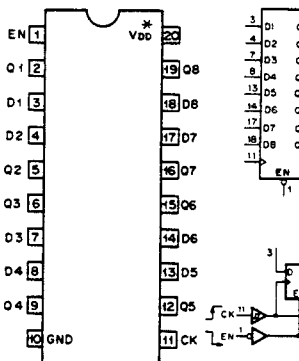 *
EN 1 VDD 20
Q1 2 19 Q8
D1 3 18 D8
D2 4 17 D7
Q2 5 16 Q7
Q3 6 15 Q6
D3 7 14 D6
D4 8 13 D5
Q4 9 12 Q5
10 GND 11 CK
3 D1
4 D2
7 D3
8 D4
13 D5
14 D6
17 D7
18 D8
11
EN
1
3
D
E
CK 11
EN 1